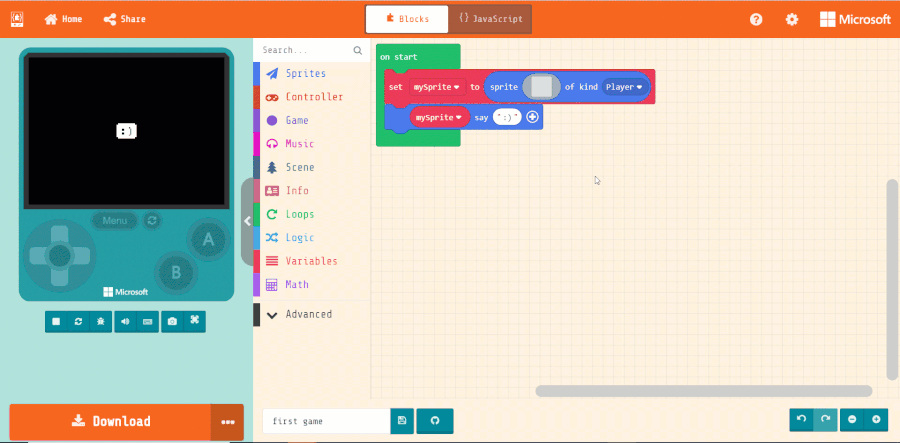 Home Share Blocks {} JavaScript Microsoft
:)
Menu
A
B
Microsoft
Download
Search...
Sprites
Controller
Game
Music
Scene
Info
Loops
Logic
Variables
Math
Advanced
on start
set mySprite to sprite of kind Player
mySprite say ":)"
first game